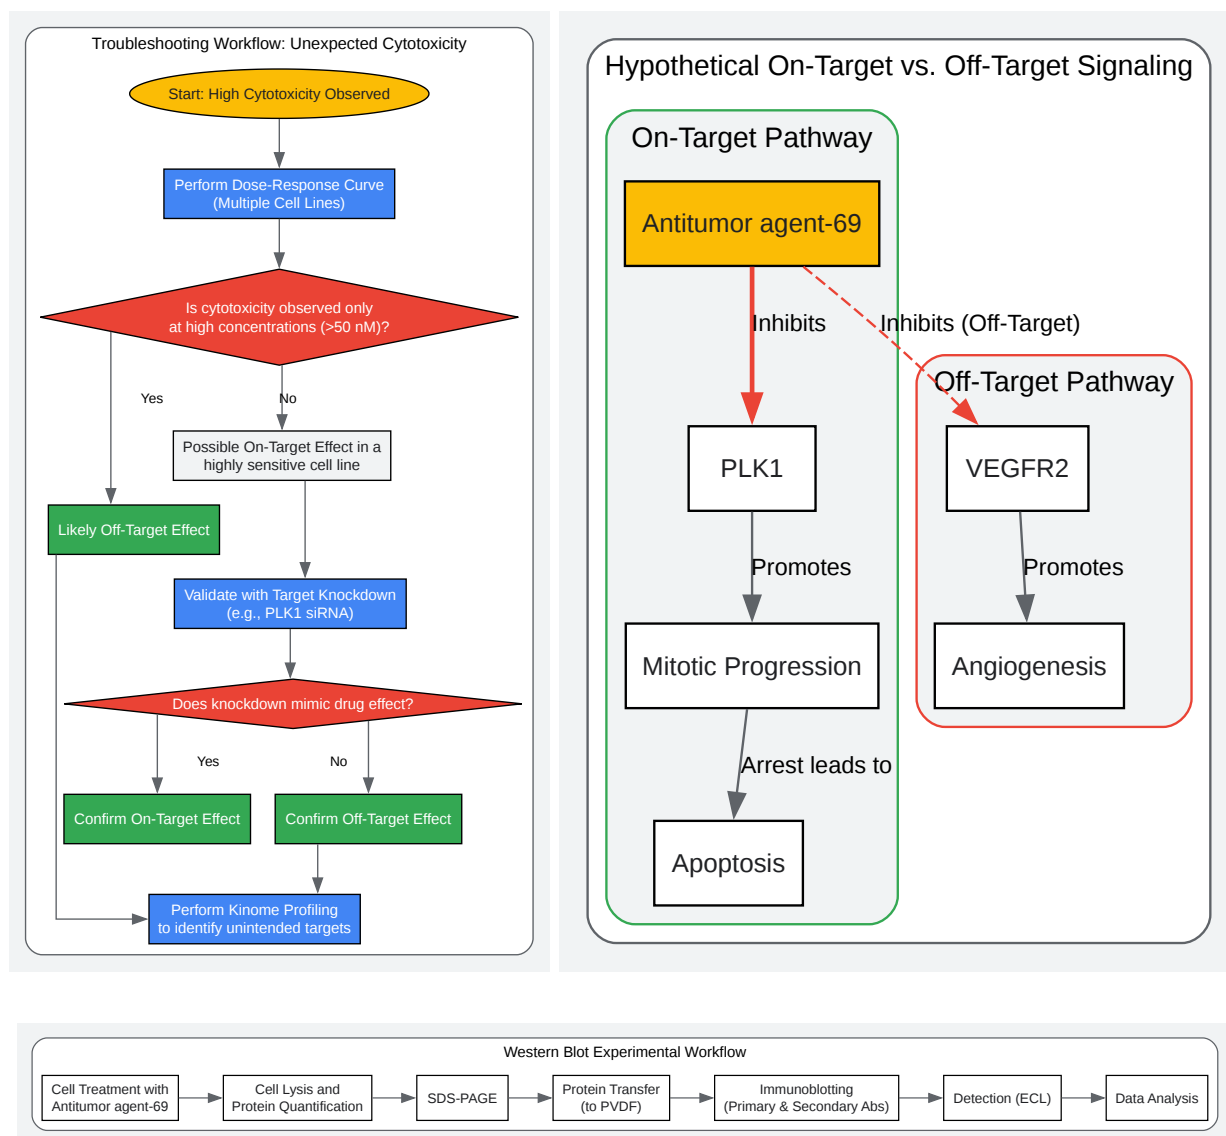 Troubleshooting Workflow: Unexpected Cytotoxicity
Start: High Cytotoxicity Observed
Perform Dose-Response Curve
(Multiple Cell Lines)
Is cytotoxicity observed only
at high concentrations (>50 nM)?
Yes
No
Possible On-Target Effect in a
highly sensitive cell line
Likely Off-Target Effect
Validate with Target Knockdown
(e.g., PLK1 siRNA)
Does knockdown mimic drug effect?
Yes
No
Confirm On-Target Effect
Confirm Off-Target Effect
Perform Kinome Profiling
to identify unintended targets
Hypothetical On-Target vs. Off-Target Signaling
On-Target Pathway
Antitumor agent-69
Inhibits
Inhibits (Off-Target)
Off-Target Pathway
PLK1
VEGFR2
Promotes
Promotes
Mitotic Progression
Angiogenesis
Arrest leads to
Apoptosis
Western Blot Experimental Workflow
Cell Treatment with
Antitumor agent-69
Cell Lysis and
Protein Quantification
SDS-PAGE
Protein Transfer
(to PVDF)
Immunoblotting
(Primary & Secondary Abs)
Detection (ECL)
Data Analysis